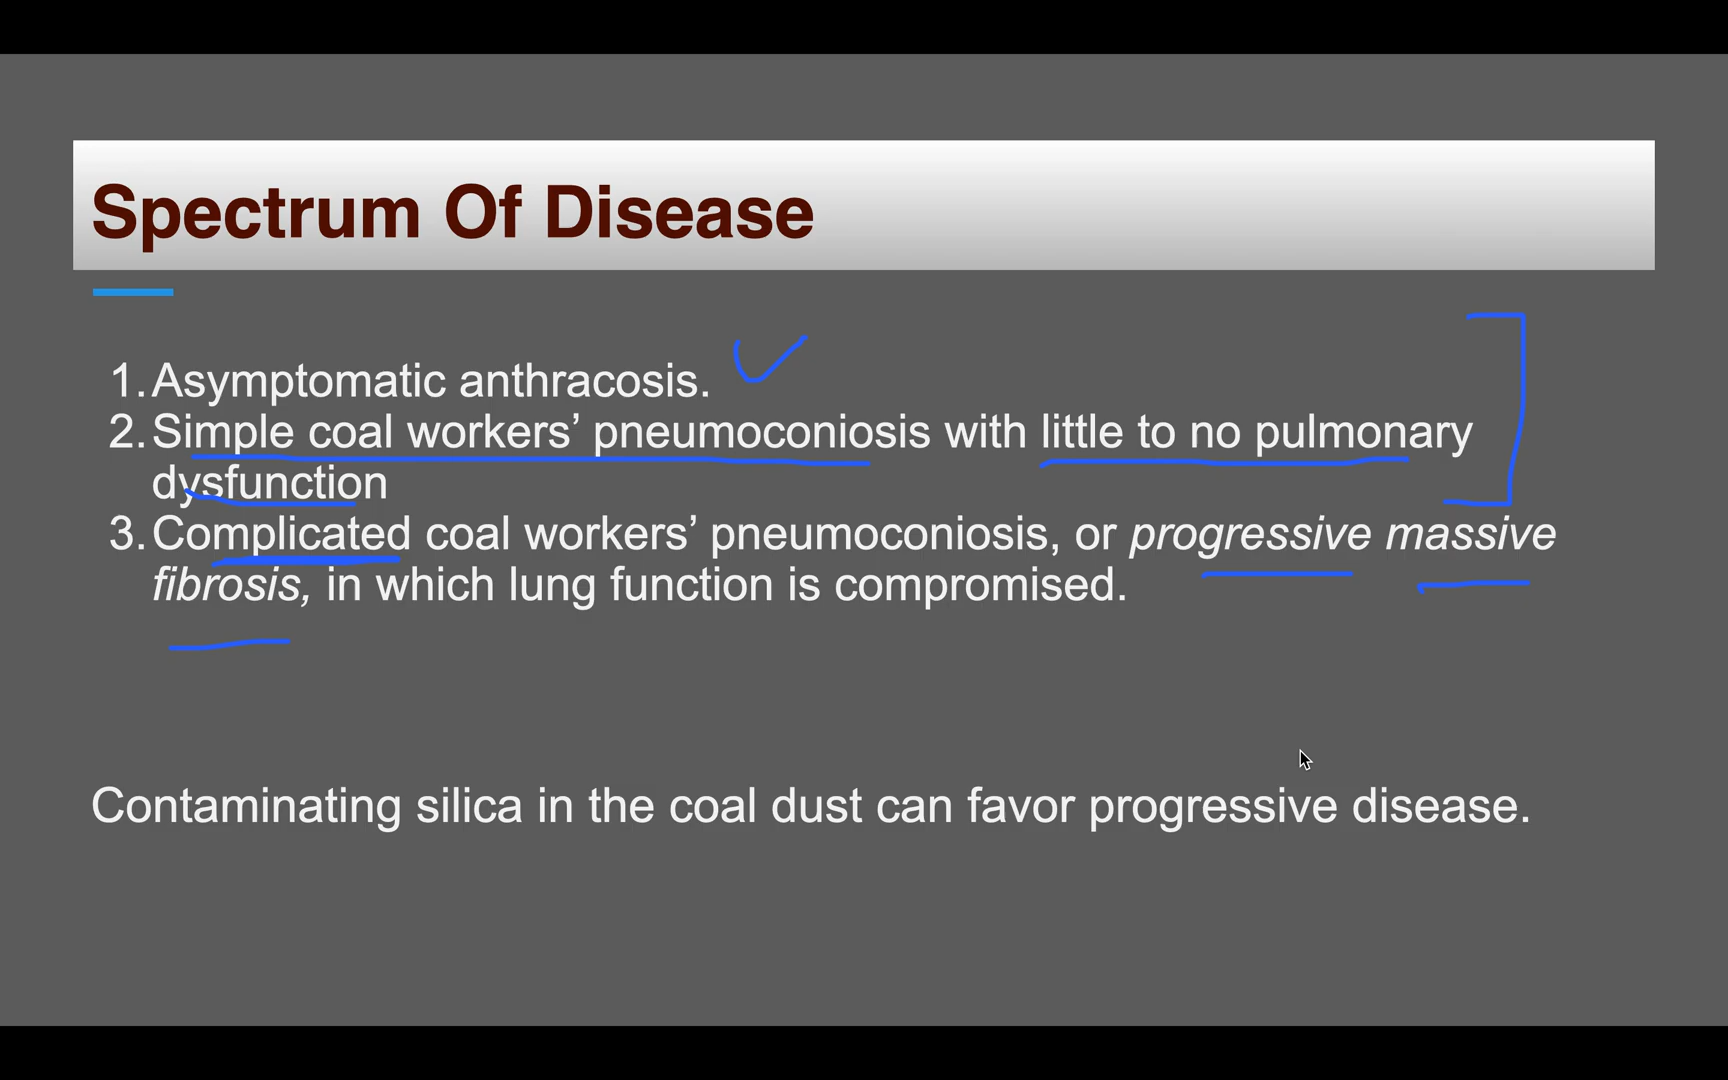 Spectrum Of Disease
1. Asymptomatic anthracosis.
2. Simple coal workers’ pneumoconiosis with little to no pulmonary
dysfunction
3. Complicated coal workers’ pneumoconiosis, or progressive massive
fibrosis, in which lung function is compromised.
Contaminating silica in the coal dust can favor progressive disease.